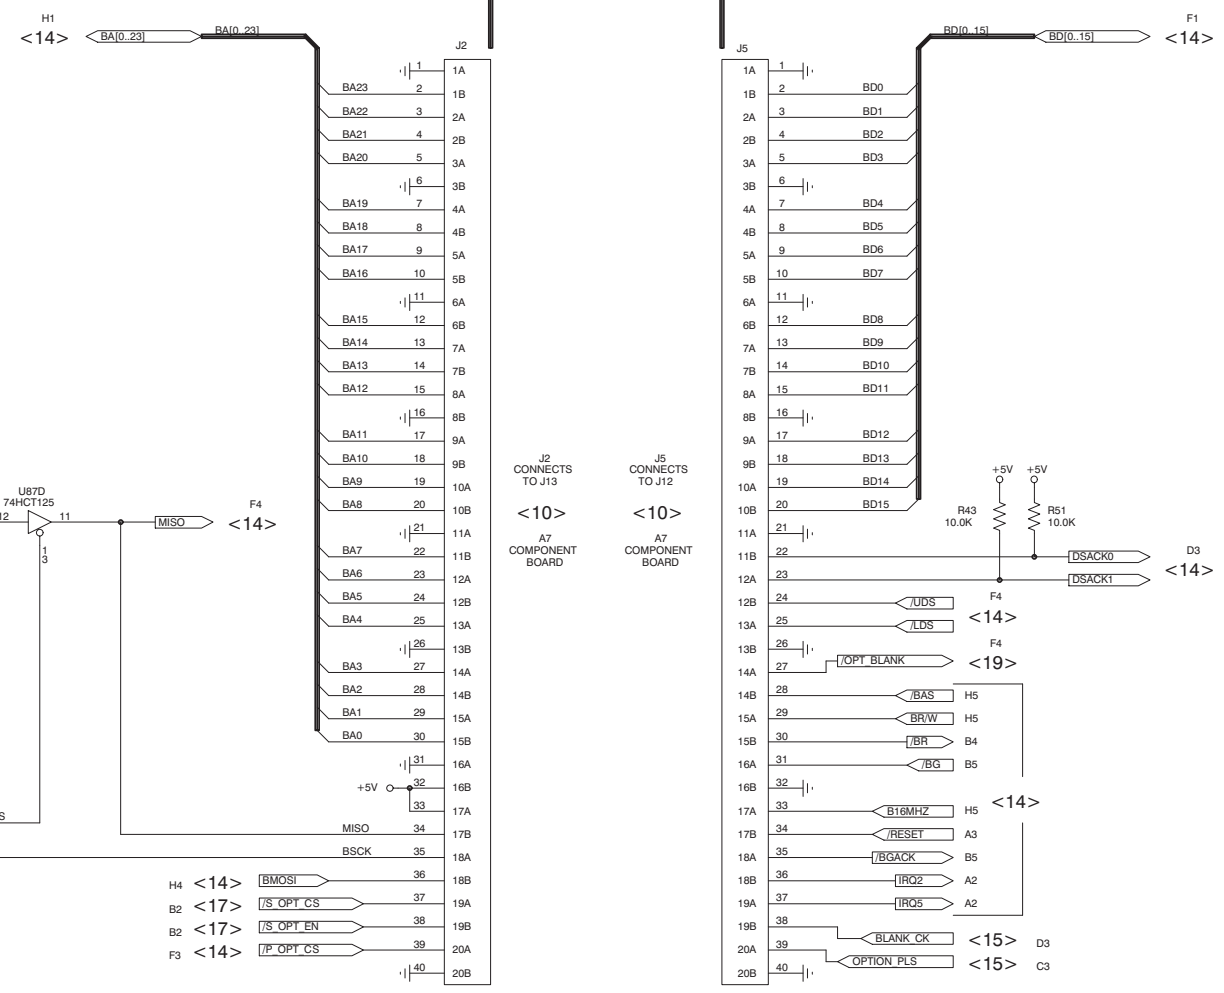 H1
<14>
BA[0..23]
BA[0..23]
J2
1 1A
BA23 2 1B
BA22 3 2A
BA21 4 2B
BA20 5 3A
6 3B
BA19 7 4A
BA18 8 4B
BA17 9 5A
BA16 10 5B
11 6A
BA15 12 6B
BA14 13 7A
BA13 14 7B
BA12 15 8A
16 8B
BA11 17 9A
BA10 18 9B
BA9 19 10A
BA8 20 10B
21 11A
BA7 22 11B
BA6 23 12A
BA5 24 12B
BA4 25 13A
26 13B
BA3 27 14A
BA2 28 14B
BA1 29 15A
BA0 30 15B
31 16A
+5V 32 16B
33 17A
MISO 34 17B
BSCK 35 18A
H4 <14> BMOSI 36 18B
B2 <17> /S_OPT_CS 37 19A
B2 <17> /S_OPT_EN 38 19B
F3 <14> /P_OPT_CS 39 20A
40 20B
U87D
74HCT125
12
11
1
3
MISO
F4
<14>
S
J2
CONNECTS
TO J13
<10>
A7
COMPONENT
BOARD
J5
CONNECTS
TO J12
<10>
A7
COMPONENT
BOARD
F1
<14>
BD[0..15]
BD[0..15]
J5
1A 1
1B 2 BD0
2A 3 BD1
2B 4 BD2
3A 5 BD3
3B 6
4A 7 BD4
4B 8 BD5
5A 9 BD6
5B 10 BD7
6A 11
6B 12 BD8
7A 13 BD9
7B 14 BD10
8A 15 BD11
8B 16
9A 17 BD12
9B 18 BD13
10A 19 BD14
10B 20 BD15
11A 21
+5V +5V
R43
10.0K
R51
10.0K
11B 22 DSACK0
12A 23 DSACK1
D3
<14>
12B 24 /UDS
13A 25 /LDS
F4
<14>
13B 26
14A 27 /OPT_BLANK
F4
<19>
14B 28 /BAS H5
15A 29 BR/W H5
15B 30 /BR B4
16A 31 /BG B5
16B 32
<14>
17A 33 B16MHZ H5
17B 34 /RESET A3
18A 35 /BGACK B5
18B 36 IRQ2 A2
19A 37 IRQ5 A2
19B 38 BLANK_CK <15> D3
20A 39 OPTION_PLS <15> C3
20B 40